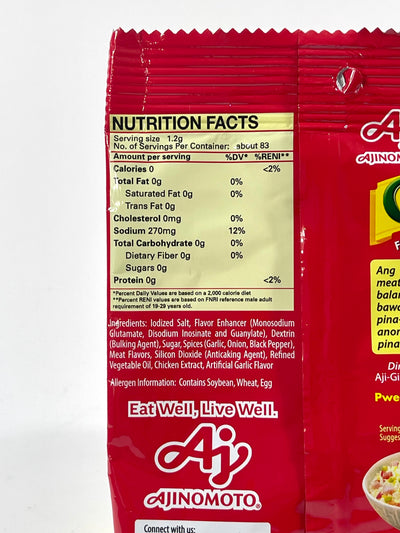 NUTRITION FACTS
Serving size 1.2g
No. of Servings Per Container: about 83
Amount per serving %DV* %RENI**
Calories 0 <2%
Total Fat 0g 0%
Saturated Fat 0g 0%
Trans Fat 0g
Cholesterol 0mg 0%
Sodium 270mg 12%
Total Carbohydrate 0g 0%
Dietary Fiber 0g 0%
Sugars 0g
Protein 0g <2%
*Percent Daily Values are based on a 2,000 calorie diet
**Percent RENI values are based on FNRI reference male adult
requirement of 19-29 years old.
Ingredients: Iodized Salt, Flavor Enhancer (Monosodium
Glutamate, Disodium Inosinate and Guanylate), Dextrin
(Bulking Agent), Sugar, Spices (Garlic, Onion, Black Pepper),
Meat Flavors, Silicon Dioxide (Anticaking Agent), Refined
Vegetable Oil, Chicken Extract, Artificial Garlic Flavor
Allergen Information: Contains Soybean, Wheat, Egg
Eat Well, Live Well.
Aji
AJINOMOTO®
Connect with us:
AJINOM
Ang
meat
balan
bawa
pina-
anor
pina
Di
Aji-Gi
Pwe
Serving
Sugges